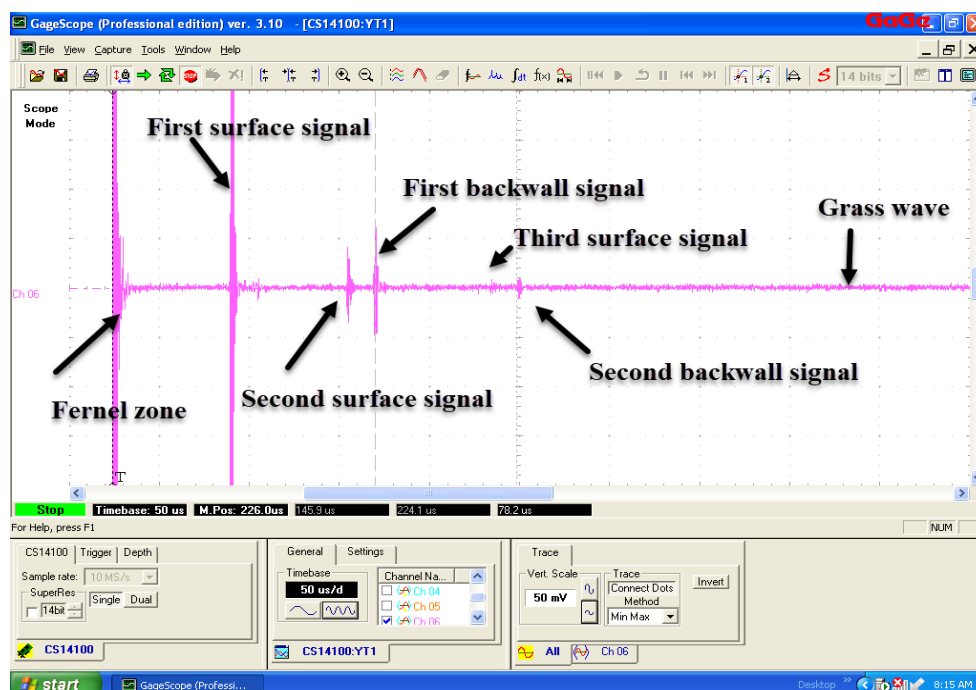 GageScope (Professional edition) ver. 3.10 - [CS14100:YT1]
GaGe
File View Capture Tools Window Help
14 bits
Scope
Mode
First surface signal
First backwall signal
Grass wave
Third surface signal
Ch 06
Second backwall signal
Second surface signal
Fernel zone
T
Stop Timebase: 50 us M.Pos: 226.0us 145.9 us 224.1 us 78.2 us
For Help, press F1
NUM
CS14100 Trigger Depth
Sample rate: 10 MS/s
SuperRes
14bit Single Dual
CS14100
General Settings
Timebase
50 us/d
Channel Na...
Ch 04
Ch 05
Ch 06
CS14100:YT1
Trace
Vert. Scale
50 mV
Trace
Connect Dots
Method
Min Max
Invert
All Ch 06
start GageScope (Professi... Desktop 8:15 AM